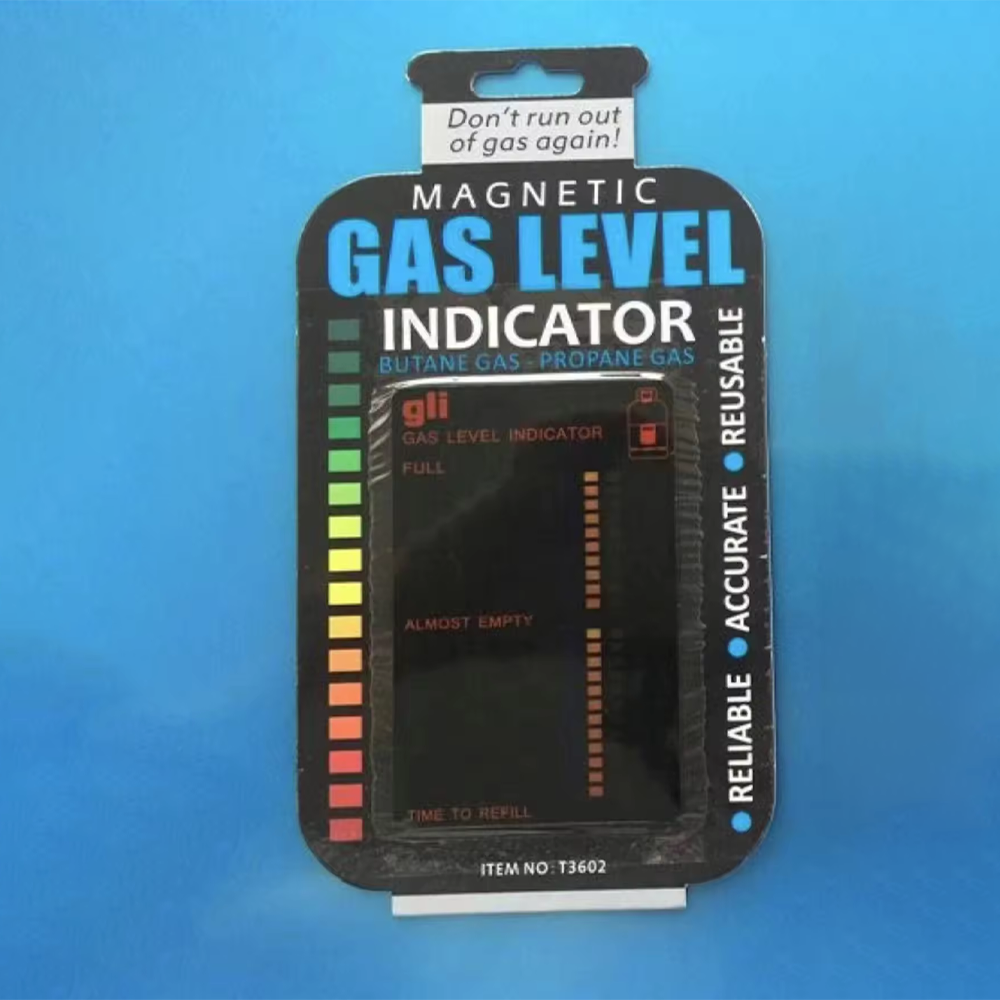 Don't run out
of gas again!
MAGNETIC
GAS LEVEL
INDICATOR
BUTANE GAS - PROPANE GAS
gli
GAS LEVEL INDICATOR
FULL
ALMOST EMPTY
TIME TO REFILL
• RELIABLE • ACCURATE • REUSABLE
ITEM NO: T3602